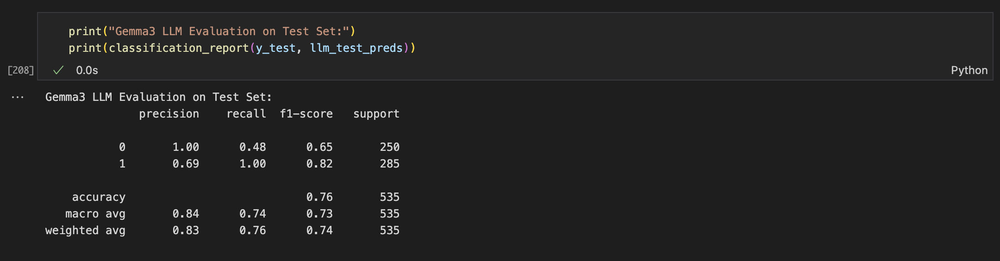 print("Gemma3 LLM Evaluation on Test Set:")
print(classification_report(y_test, llm_test_preds))
[208] ✓ 0.0s Python
... Gemma3 LLM Evaluation on Test Set:
precision recall f1-score support
0 1.00 0.48 0.65 250
1 0.69 1.00 0.82 285
accuracy 0.76 535
macro avg 0.84 0.74 0.73 535
weighted avg 0.83 0.76 0.74 535